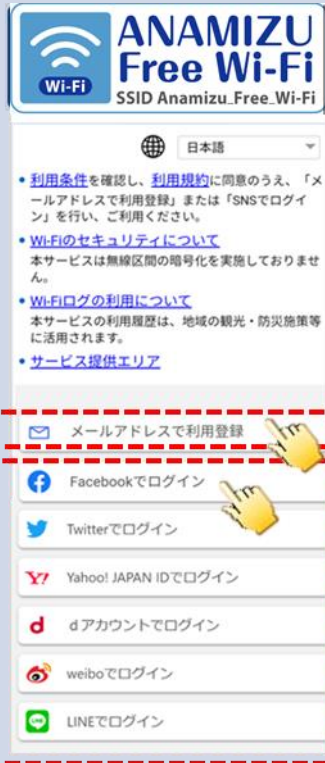 ANAMIZU
Free Wi-Fi
Wi-Fi
SSID Anamizu_Free_Wi-Fi
日本語
• 利用条件を確認し、利用規約に同意のうえ、「メ
ールアドレスで利用登録」または「SNSでログイ
ン」を行い、ご利用ください。
• Wi-Fiのセキュリティについて
本サービスは無線区間の暗号化を実施しておりませ
ん。
• Wi-Fiログの利用について
本サービスの利用履歴は、地域の観光・防災施策等
に活用されます。
• サービス提供エリア
メールアドレスで利用登録
Facebookでログイン
Twitterでログイン
Y! Yahoo! JAPAN IDでログイン
d dアカウントでログイン
weiboでログイン
LINE LINEでログイン